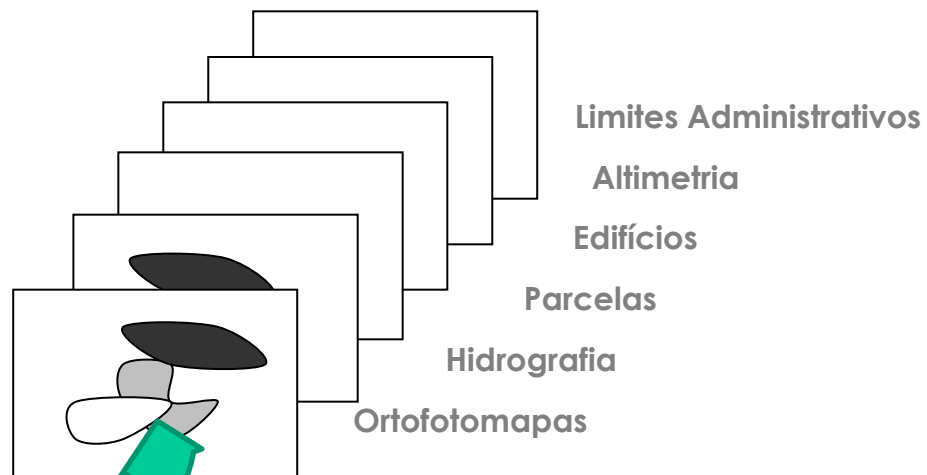 Limites Administrativos
Altimetria
Edifícios
Parcelas
Hidrografia
Ortofotomapas